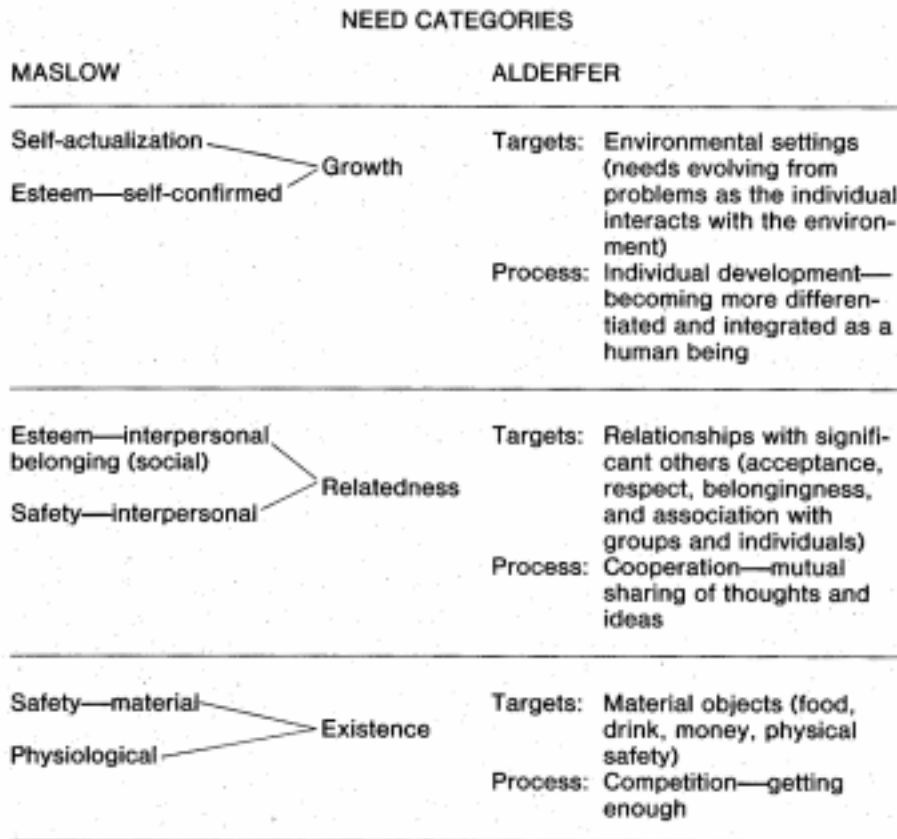 NEED CATEGORIES
MASLOW ALDERFER
Self-actualization
Growth
Esteem—self-confirmed
Targets: Environmental settings
(needs evolving from
problems as the individual
interacts with the environ-
ment)
Process: Individual development—
becoming more differen-
tiated and integrated as a
human being
Esteem—interpersonal
belonging (social)
Relatedness
Safety—interpersonal
Targets: Relationships with signifi-
cant others (acceptance,
respect, belongingness,
and association with
groups and individuals)
Process: Cooperation—mutual
sharing of thoughts and
ideas
Safety—material
Existence
Physiological
Targets: Material objects (food,
drink, money, physical
safety)
Process: Competition—getting
enough